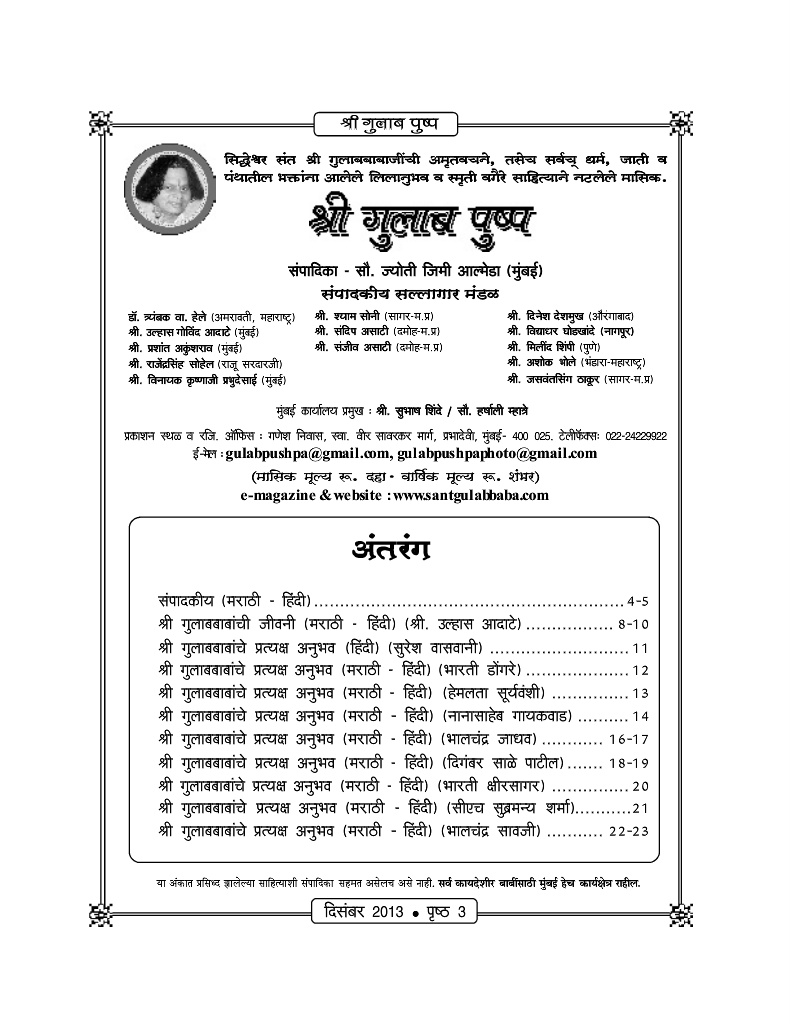 श्री गुलाब पुष्प
सिद्धेश्वर संत श्री गुलाबबाबाजींची अमृतवचने, तसेच सर्वच् धर्म, जाती व
पंथातील भक्तांना आलेले लिलानुभव व स्मृती वगैरे साहित्याने नटलेले मासिक.
श्री गुलाब पुष्प
संपादिका - सौ. ज्योती जिमी आल्मेडा (मुंबई)
संपादकीय सल्लागार मंडळ
डॉ. त्र्यंबक वा. हेले (अमरावती, महाराष्ट्र)
श्री. उल्हास गोविंद आदाटे (मुंबई)
श्री. प्रशांत अकुंशराव (मुंबई)
श्री. राजेंद्रसिंह सोहेल (राजू सरदारजी)
श्री. विनायक कृष्णाजी प्रभुदेसाई (मुंबई)
श्री. श्याम सोनी (सागर-म.प्र)
श्री. संदिप असाटी (दमोह-म.प्र)
श्री. संजीव असाटी (दमोह-म.प्र)
श्री. दिनेश देशमुख (औरंगाबाद)
श्री. विद्याधर घोडखांदे (नागपूर)
श्री. मिलींद शिंपी (पुणे)
श्री. अशोक भोले (भंडारा-महाराष्ट्र)
श्री. जसवंतसिंग ठाकूर (सागर-म.प्र)
मुंबई कार्यालय प्रमुख : श्री. सुभाष शिंदे / सौ. हर्षाली म्हात्रे
प्रकाशन स्थळ व रजि. ऑफिस : गणेश निवास, स्वा. वीर सावरकर मार्ग, प्रभादेवी, मुंबई- 400 025. टेलीफॅक्सः 022-24229922
ई-मेल : gulabpushpa@gmail.com, gulabpushpaphoto@gmail.com
(मासिक मूल्य रू. दहा • वार्षिक मूल्य रू. शंभर)
e-magazine & website : www.santgulabbaba.com
अंतरंग
संपादकीय (मराठी - हिंदी) ............................................................ 4-5
श्री गुलाबबाबांची जीवनी (मराठी - हिंदी) (श्री. उल्हास आदाटे) ................. 8-10
श्री गुलाबबाबांचे प्रत्यक्ष अनुभव (हिंदी) (सुरेश वासवानी) ........................... 11
श्री गुलाबबाबांचे प्रत्यक्ष अनुभव (मराठी - हिंदी) (भारती डोंगरे) .................... 12
श्री गुलाबबाबांचे प्रत्यक्ष अनुभव (मराठी - हिंदी) (हेमलता सूर्यवंशी) ............... 13
श्री गुलाबबाबांचे प्रत्यक्ष अनुभव (मराठी - हिंदी) (नानासाहेब गायकवाड) .......... 14
श्री गुलाबबाबांचे प्रत्यक्ष अनुभव (मराठी - हिंदी) (भालचंद्र जाधव) ............ 16-17
श्री गुलाबबाबांचे प्रत्यक्ष अनुभव (मराठी - हिंदी) (दिगंबर साळे पाटील) ....... 18-19
श्री गुलाबबाबांचे प्रत्यक्ष अनुभव (मराठी - हिंदी) (भारती क्षीरसागर) ............... 20
श्री गुलाबबाबांचे प्रत्यक्ष अनुभव (मराठी - हिंदी) (सीएच सुब्रमन्य शर्मा)...........21
श्री गुलाबबाबांचे प्रत्यक्ष अनुभव (मराठी - हिंदी) (भालचंद्र सावजी) ........... 22-23
या अंकात प्रसिध्द झालेल्या साहित्याशी संपादिका सहमत असेलच असे नाही. सर्व कायदेशीर बाबींसाठी मुंबई हेच कार्यक्षेत्र राहील.
दिसंबर 2013 ● पृष्ठ 3